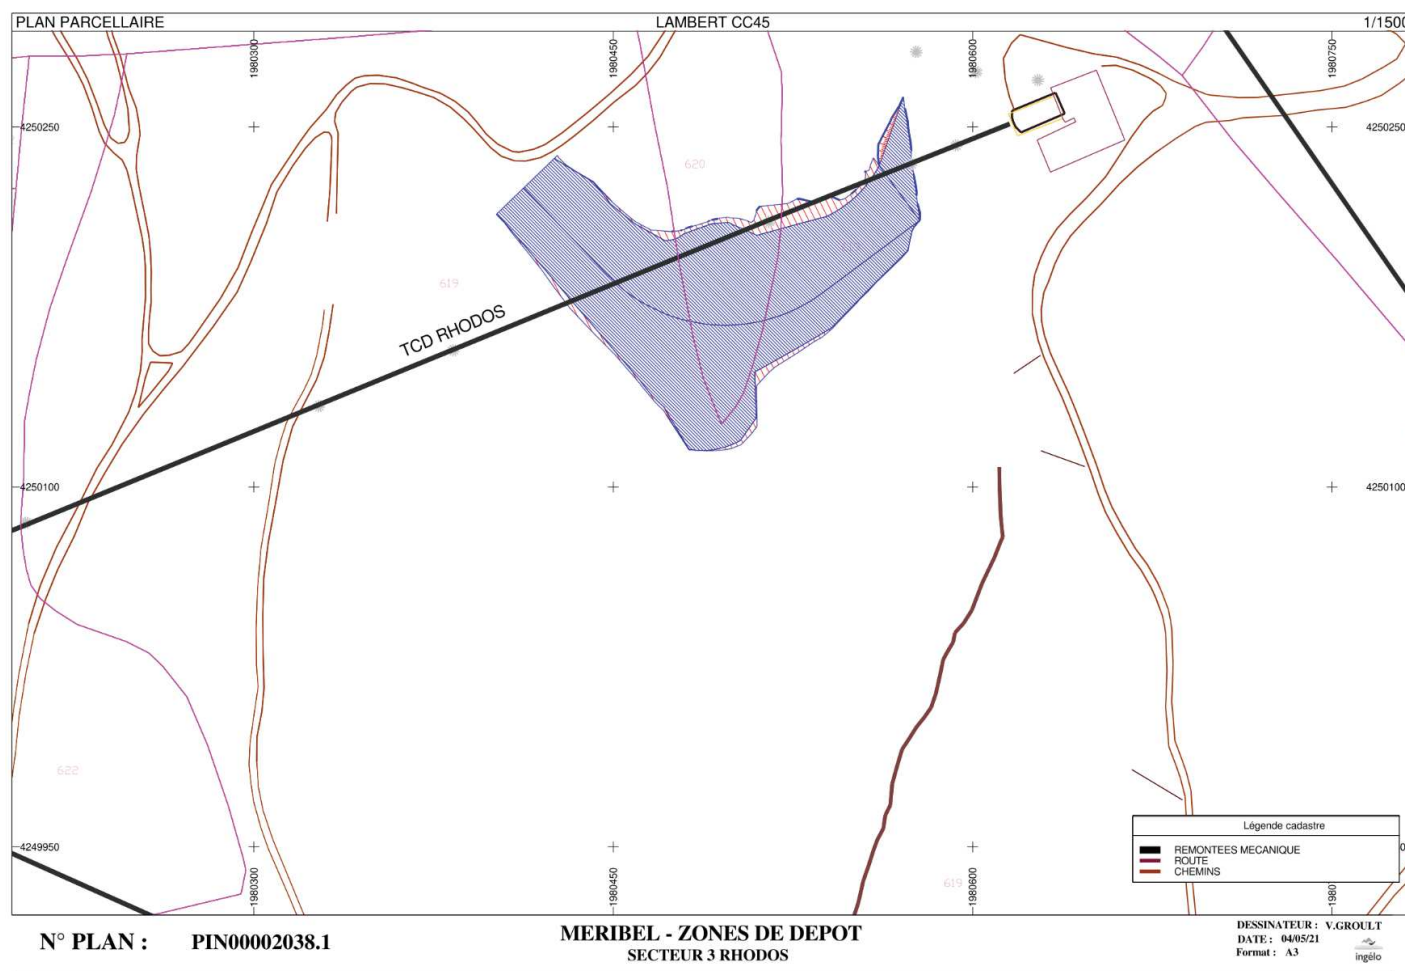 PLAN PARCELLAIRE
LAMBERT CC45
1/1500
1980300
1980450
1980600
1980750
4250250
4250250
620
619
TCD RHODOS
4250100
4250100
622
619
4249950
0
Légende cadastre
REMONTEES MECANIQUE
ROUTE
CHEMINS
1980300
1980450
1980600
1980
N° PLAN : PIN00002038.1
MERIBEL - ZONES DE DEPOT
SECTEUR 3 RHODOS
DESSINATEUR : V.GROULT
DATE : 04/05/21
Format : A3
ingélo